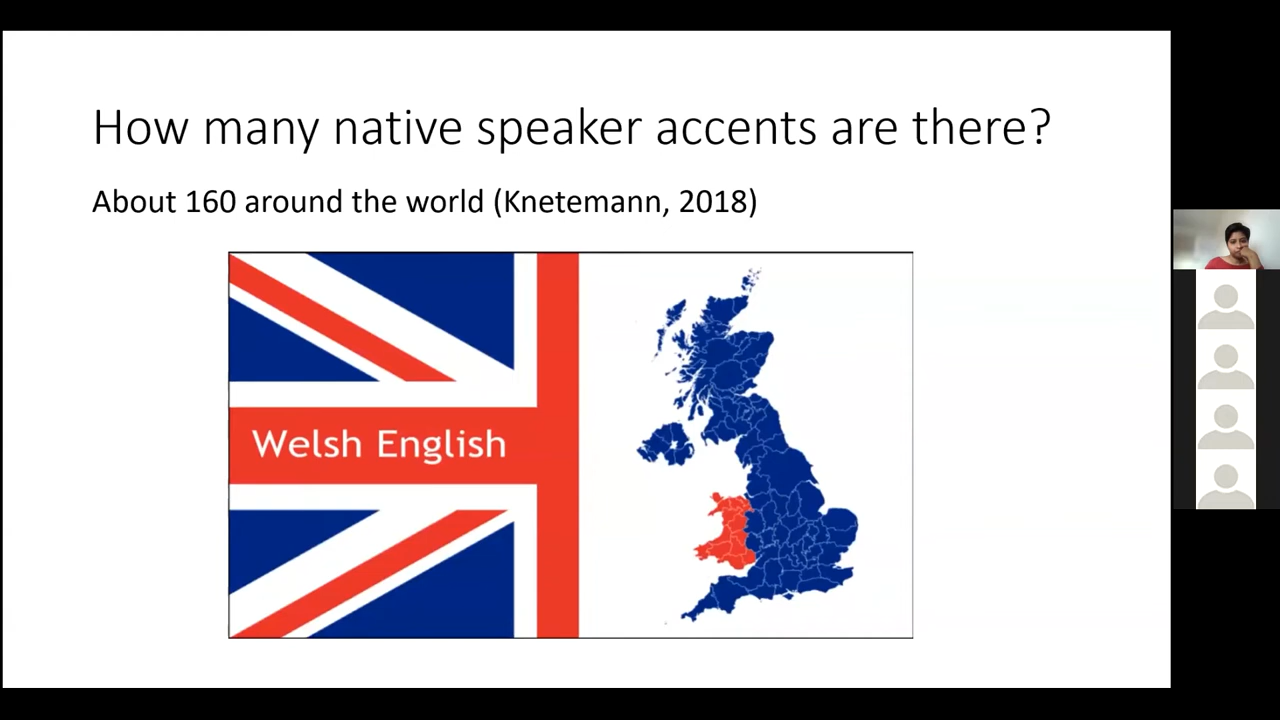 How many native speaker accents are there?
About 160 around the world (Knetemann, 2018)
Welsh English